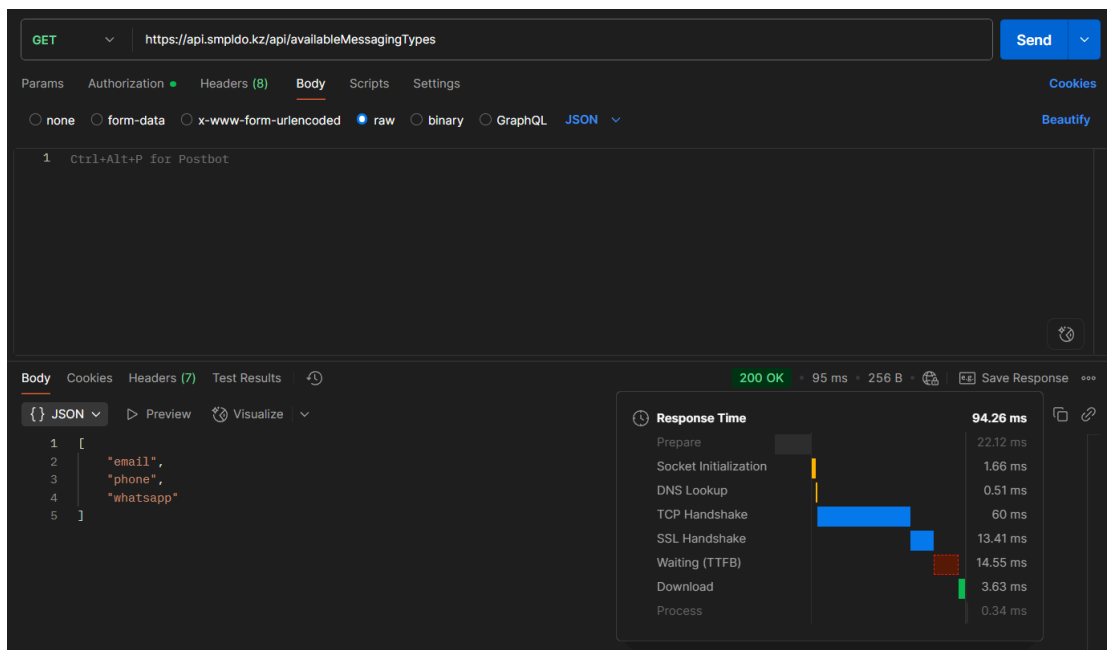 GET https://api.smpldo.kz/api/availableMessagingTypes Send
Params Authorization Headers (8) Body Scripts Settings Cookies
none form-data x-www-form-urlencoded raw binary GraphQL JSON Beautify
1 Ctrl+Alt+P for Postbot
Body Cookies Headers (7) Test Results 200 OK 95 ms 256 B e.g. Save Response
{} JSON Preview Visualize
1 [
2 "email",
3 "phone",
4 "whatsapp"
5 ]
Response Time 94.26 ms
Prepare 22.12 ms
Socket Initialization 1.66 ms
DNS Lookup 0.51 ms
TCP Handshake 60 ms
SSL Handshake 13.41 ms
Waiting (TTFB) 14.55 ms
Download 3.63 ms
Process 0.34 ms